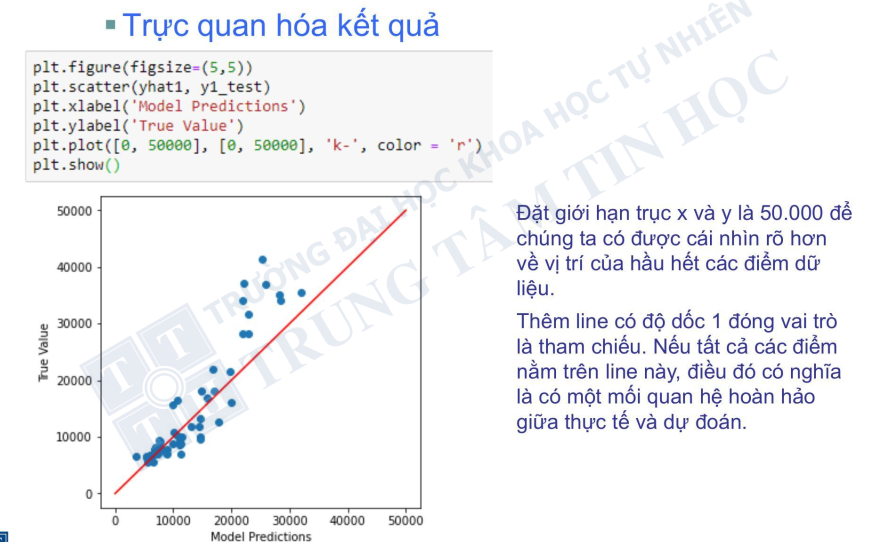 Trực quan hóa kết quả
plt.figure(figsize=(5,5))
plt.scatter(yhat1, y1_test)
plt.xlabel('Model Predictions')
plt.ylabel('True Value')
plt.plot([0, 50000], [0, 50000], 'k-', color = 'r')
plt.show()
50000
40000
30000
20000
10000
0
True Value
0 10000 20000 30000 40000 50000
Model Predictions
Đặt giới hạn trục x và y là 50.000 để
chúng ta có được cái nhìn rõ hơn
về vị trí của hầu hết các điểm dữ
liệu.
Thêm line có độ dốc 1 đóng vai trò
là tham chiếu. Nếu tất cả các điểm
nằm trên line này, điều đó có nghĩa
là có một mối quan hệ hoàn hảo
giữa thực tế và dự đoán.
TRƯỜNG ĐẠI HỌC KHOA HỌC TỰ NHIÊN
TRUNG TÂM TIN HỌC